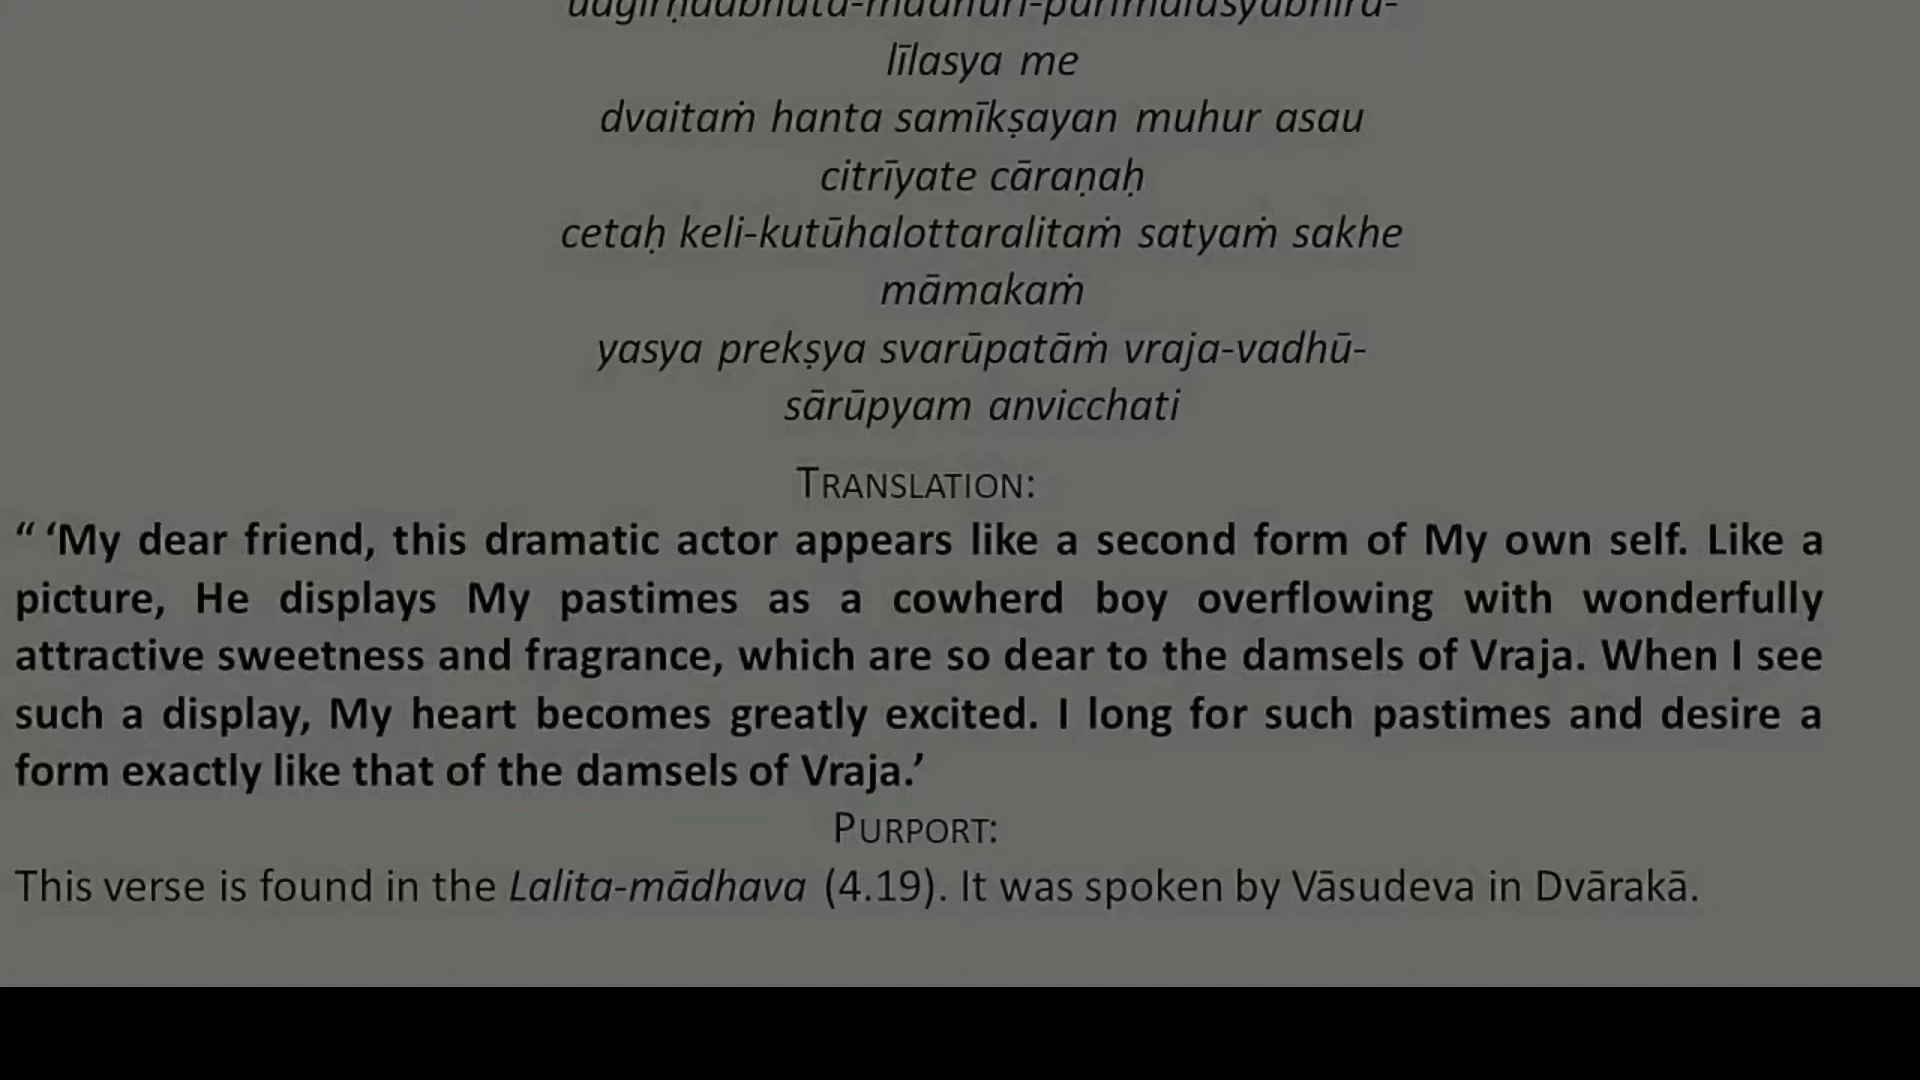 udgīrṇādbhuta-mādhurī-parimalasyābhīra-
līlasya me
dvaitaṁ hanta samīkṣayan muhur asau
citrīyate cāraṇaḥ
cetaḥ keli-kutūhalottaralitaṁ satyaṁ sakhe
māmakaṁ
yasya prekṣya svarūpatāṁ vraja-vadhū-
sārūpyam anvicchati
TRANSLATION:
“ ‘My dear friend, this dramatic actor appears like a second form of My own self. Like a
picture, He displays My pastimes as a cowherd boy overflowing with wonderfully
attractive sweetness and fragrance, which are so dear to the damsels of Vraja. When I see
such a display, My heart becomes greatly excited. I long for such pastimes and desire a
form exactly like that of the damsels of Vraja.’
PURPORT:
This verse is found in the Lalita-mādhava (4.19). It was spoken by Vāsudeva in Dvārakā.